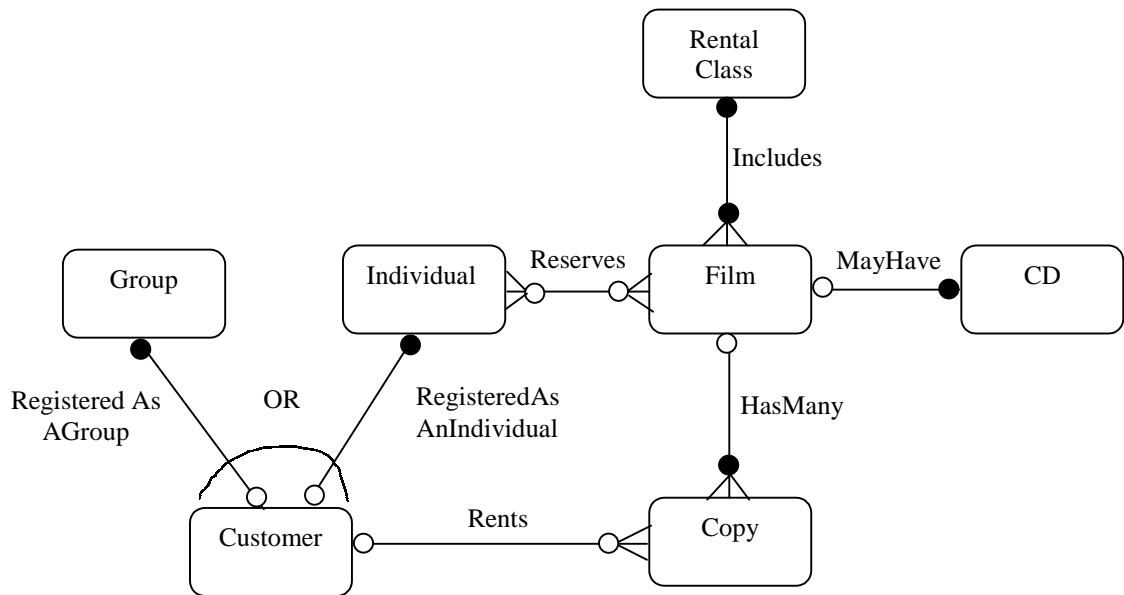 Rental
Class
Includes
Group
Individual
Reserves
Film
MayHave
CD
Registered As
AGroup
OR
RegisteredAs
AnIndividual
HasMany
Customer
Rents
Copy